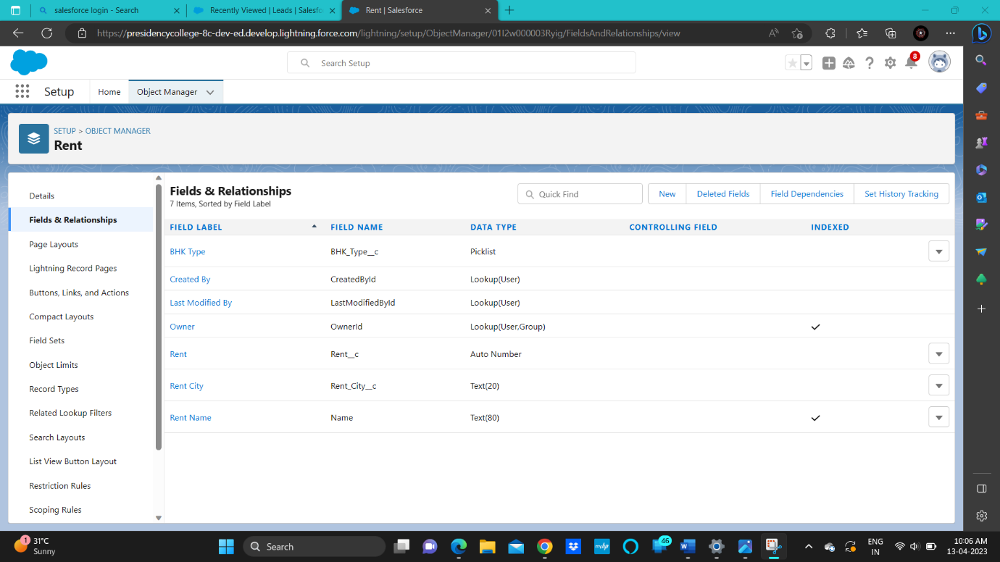 salesforce login - Search
Recently Viewed | Leads | Salesfo
Rent | Salesforce
https://presidencycollege-8c-dev-ed.develop.lightning.force.com/lightning/setup/ObjectManager/01I2w000003Ryig/FieldsAndRelationships/view
Search Setup
8
Setup
Home
Object Manager
SETUP > OBJECT MANAGER
Rent
Details
Fields & Relationships
Page Layouts
Lightning Record Pages
Buttons, Links, and Actions
Compact Layouts
Field Sets
Object Limits
Record Types
Related Lookup Filters
Search Layouts
List View Button Layout
Restriction Rules
Scoping Rules
Fields & Relationships
7 Items, Sorted by Field Label
Quick Find
New
Deleted Fields
Field Dependencies
Set History Tracking
FIELD LABEL FIELD NAME DATA TYPE CONTROLLING FIELD INDEXED
BHK Type BHK_Type__c Picklist
Created By CreatedById Lookup(User)
Last Modified By LastModifiedById Lookup(User)
Owner OwnerId Lookup(User,Group)
Rent Rent__c Auto Number
Rent City Rent_City__c Text(20)
Rent Name Name Text(80)
1
31°C
Sunny
Search
myhp
46
ENG
IN
10:06 AM
13-04-2023